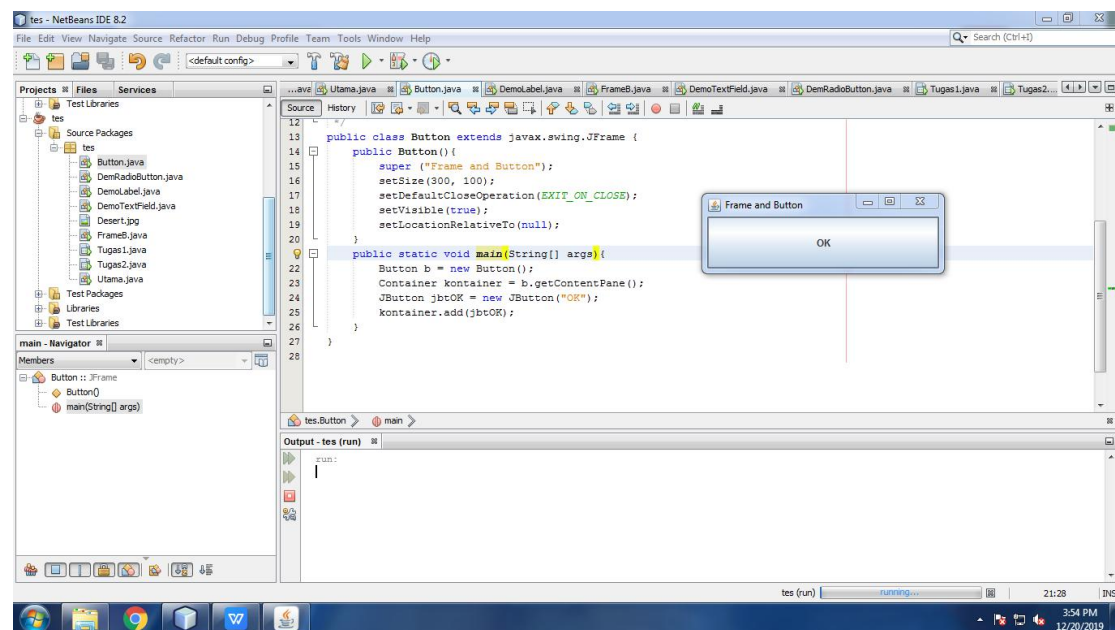 tes - NetBeans IDE 8.2
File Edit View Navigate Source Refactor Run Debug Profile Team Tools Window Help
Search (Ctrl+I)
<default config>
Projects Files Services
...ava Utama.java Button.java DemoLabel.java FrameB.java DemoTextField.java DemRadioButton.java Tugas1.java Tugas2....
Source History
Test Libraries
tes
Source Packages
tes
Button.java
DemRadioButton.java
DemoLabel.java
DemoTextField.java
Desert.jpg
FrameB.java
Tugas1.java
Tugas2.java
Utama.java
Test Packages
Libraries
Test Libraries
12 */
13 public class Button extends javax.swing.JFrame {
14 public Button(){
15 super ("Frame and Button");
16 setSize(300, 100);
17 setDefaultCloseOperation(EXIT_ON_CLOSE);
18 setVisible(true);
19 setLocationRelativeTo(null);
20 }
public static void main(String[] args){
22 Button b = new Button();
23 Container kontainer = b.getContentPane();
24 JButton jbtOK = new JButton("OK");
25 kontainer.add(jbtOK);
26 }
27 }
28
Frame and Button
OK
main - Navigator
Members <empty>
Button :: JFrame
Button()
main(String[] args)
tes.Button main
Output - tes (run)
run:
tes (run) running... 21:28 INS
W
3:54 PM
12/20/2019